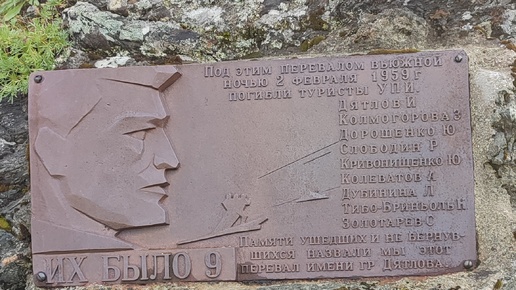 Под этим перевалом вьюжной
ночью 2 февраля 1959 г
погибли туристы УПИ.
Дятлов И
Колмогорова З
Дорошенко Ю
Слободин Р
Кривонищенко Ю
Колеватов А
Дубинина Л
Тибо-Бриньоль Н
Золотарев С
Памяти ушедших и не вернув-
шихся назвали мы этот
перевал имени гр Дятлова
ИХ БЫЛО 9